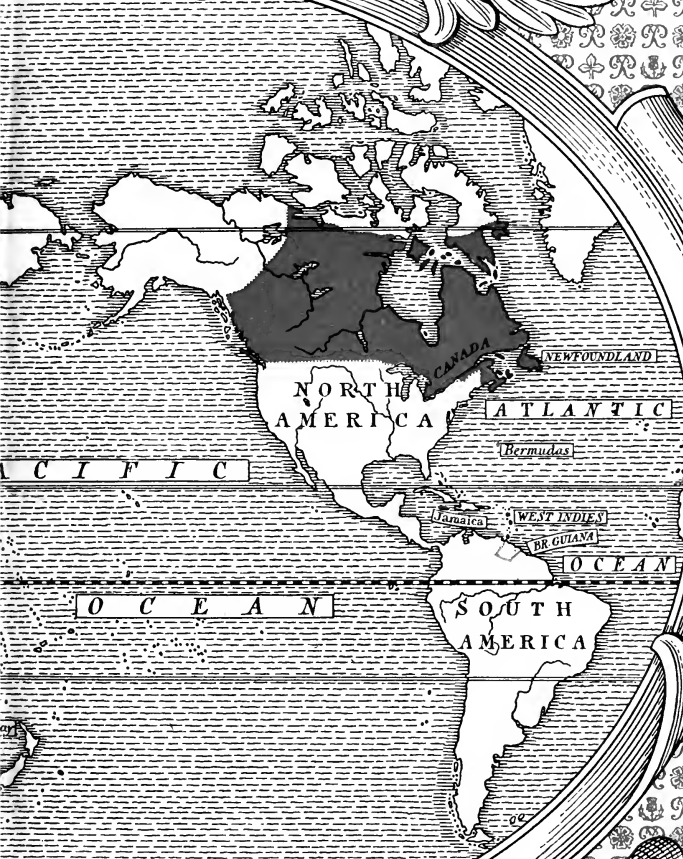 CANADA
NEWFOUNDLAND
NORTH
AMERICA
ATLANTIC
Bermudas
ACIFIC
Jamaica
WEST INDIES
BR. GUIANA
OCEAN
OCEAN
SOUTH
AMERICA